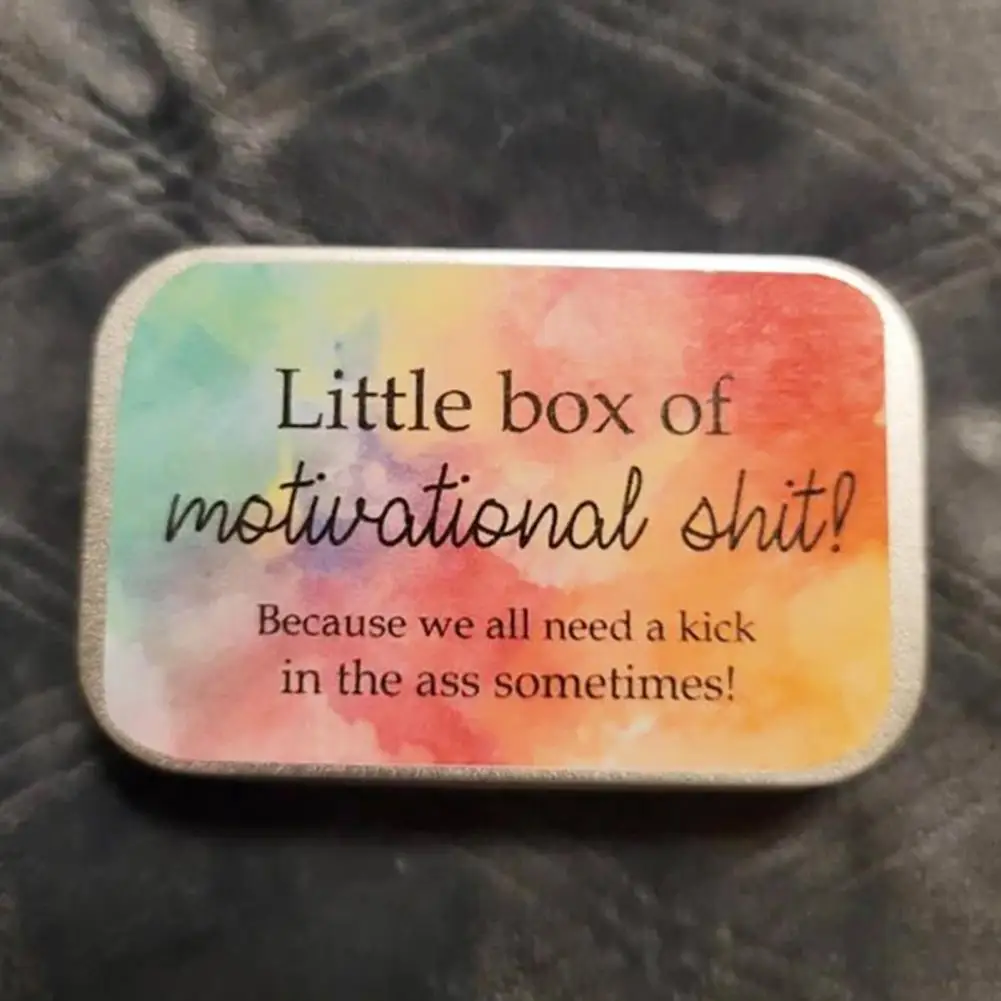 Little box of
motivational shit!
Because we all need a kick
in the ass sometimes!